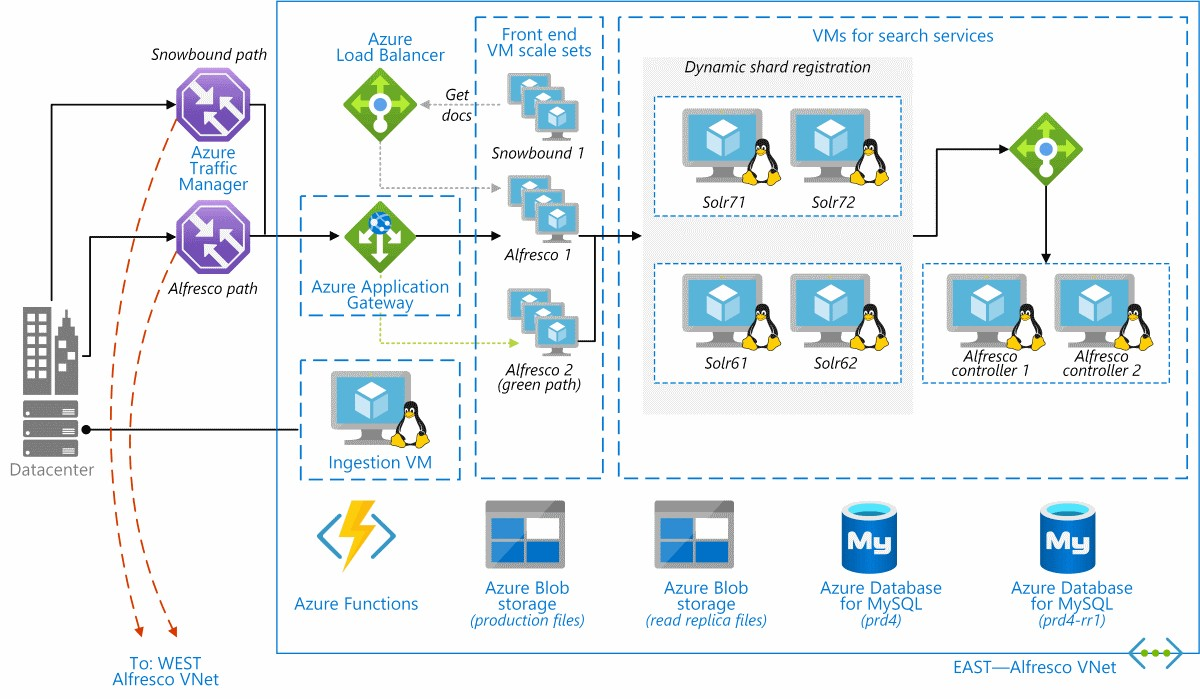 Snowbound path
Azure
Traffic
Manager
Alfresco path
Datacenter
To: WEST
Alfresco VNet
Azure
Load Balancer
Get
docs
Azure Application
Gateway
Ingestion VM
Front end
VM scale sets
Snowbound 1
Alfresco 1
Alfresco 2
(green path)
VMs for search services
Dynamic shard registration
Solr71
Solr72
Solr61
Solr62
Alfresco
controller 1
Alfresco
controller 2
Azure Functions
Azure Blob
storage
(production files)
Azure Blob
storage
(read replica files)
My
Azure Database
for MySQL
(prd4)
My
Azure Database
for MySQL
(prd4-rr1)
EAST—Alfresco VNet